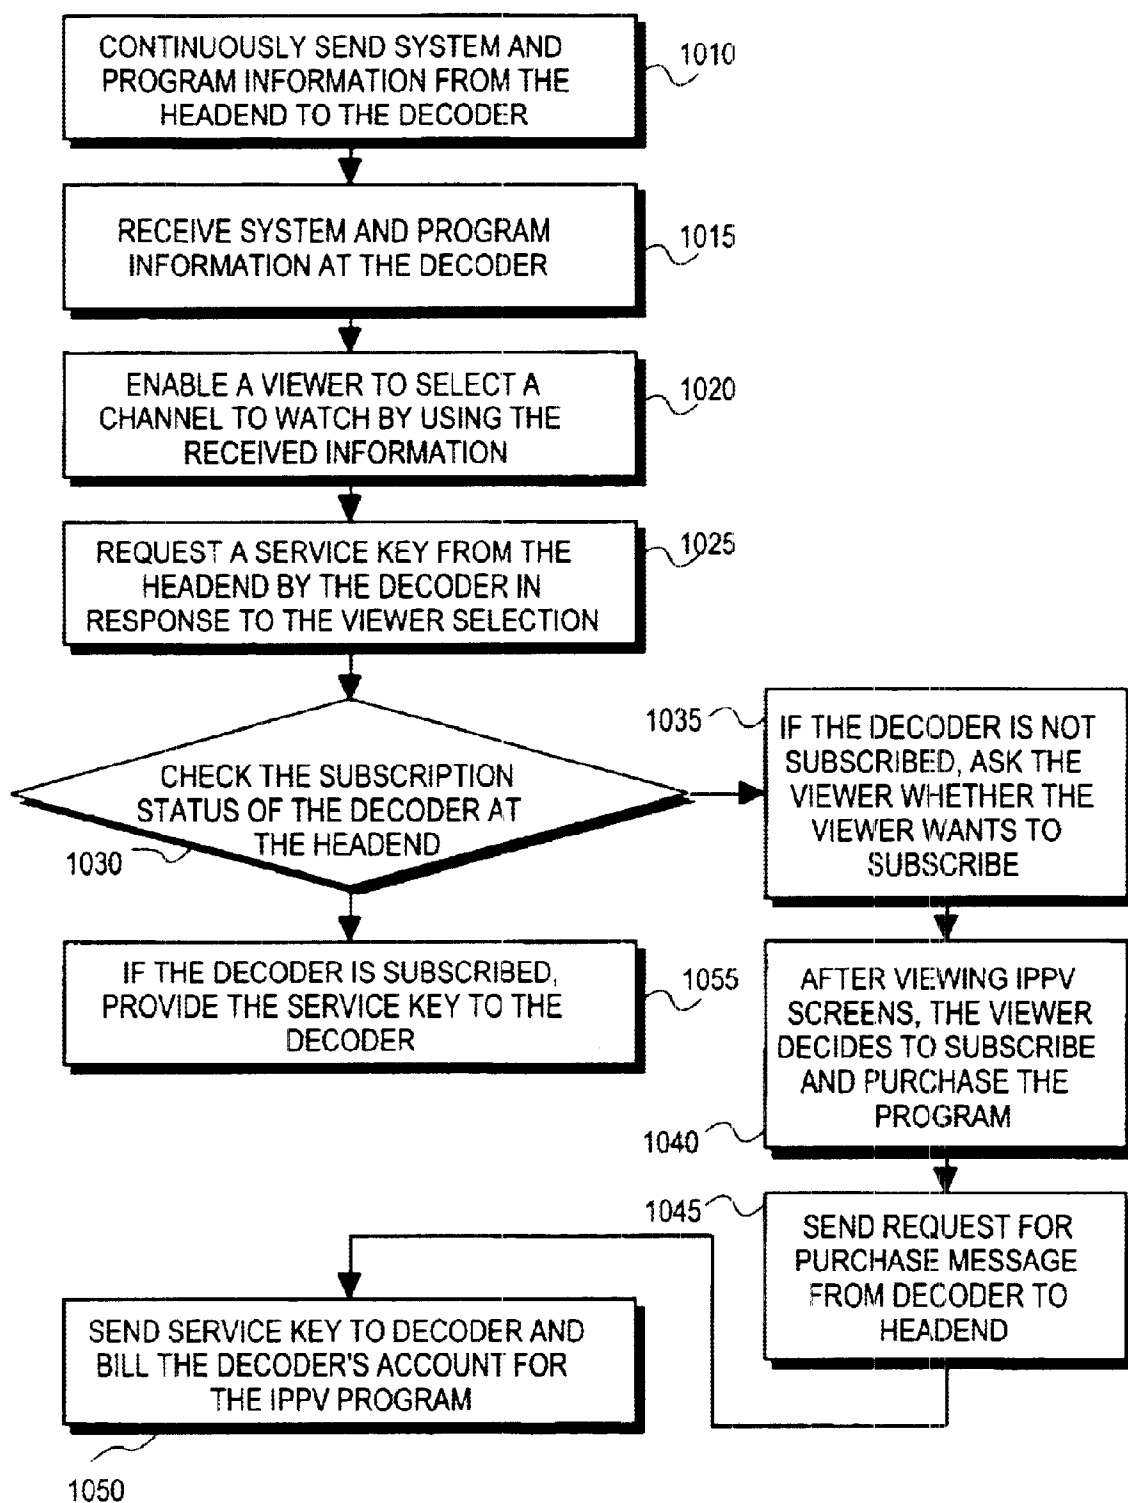 CONTINUOUSLY SEND SYSTEM AND
PROGRAM INFORMATION FROM THE
HEADEND TO THE DECODER
1010
RECEIVE SYSTEM AND PROGRAM
INFORMATION AT THE DECODER
1015
ENABLE A VIEWER TO SELECT A
CHANNEL TO WATCH BY USING THE
RECEIVED INFORMATION
1020
REQUEST A SERVICE KEY FROM THE
HEADEND BY THE DECODER IN
RESPONSE TO THE VIEWER SELECTION
1025
CHECK THE SUBSCRIPTION
STATUS OF THE DECODER AT
THE HEADEND
1030
1035
IF THE DECODER IS NOT
SUBSCRIBED, ASK THE
VIEWER WHETHER THE
VIEWER WANTS TO
SUBSCRIBE
IF THE DECODER IS SUBSCRIBED,
PROVIDE THE SERVICE KEY TO THE
DECODER
1055
AFTER VIEWING IPPV
SCREENS, THE VIEWER
DECIDES TO SUBSCRIBE
AND PURCHASE THE
PROGRAM
1040
1045
SEND REQUEST FOR
PURCHASE MESSAGE
FROM DECODER TO
HEADEND
SEND SERVICE KEY TO DECODER AND
BILL THE DECODER'S ACCOUNT FOR
THE IPPV PROGRAM
1050